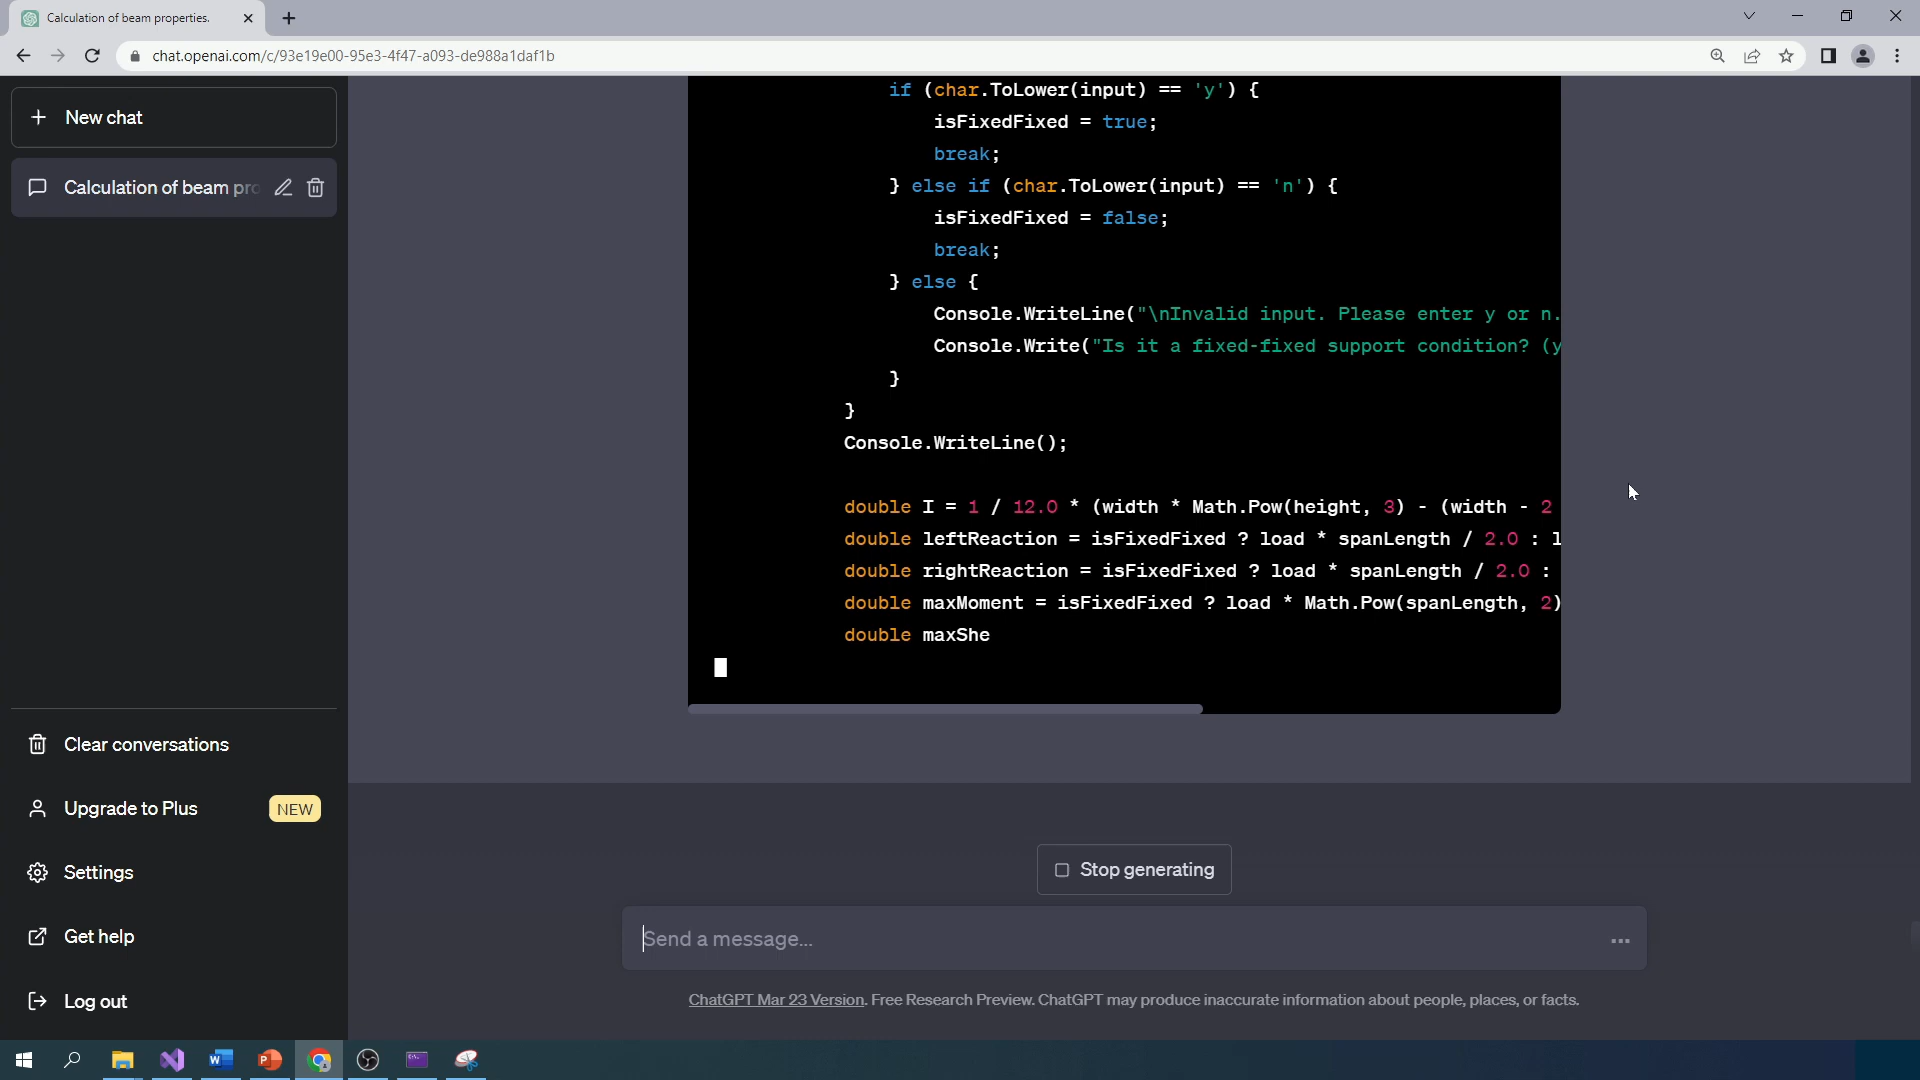 Calculation of beam properties.
chat.openai.com/c/93e19e00-95e3-4f47-a093-de988a1daf1b
New chat
Calculation of beam pro
if (char.ToLower(input) == 'y') {
isFixedFixed = true;
break;
} else if (char.ToLower(input) == 'n') {
isFixedFixed = false;
break;
} else {
Console.WriteLine("\nInvalid input. Please enter y or n.
Console.Write("Is it a fixed-fixed support condition? (y
}
}
Console.WriteLine();
double I = 1 / 12.0 * (width * Math.Pow(height, 3) - (width - 2
double leftReaction = isFixedFixed ? load * spanLength / 2.0 : l
double rightReaction = isFixedFixed ? load * spanLength / 2.0 :
double maxMoment = isFixedFixed ? load * Math.Pow(spanLength, 2)
double maxShe
Clear conversations
Upgrade to Plus NEW
Settings
Get help
Log out
Stop generating
Send a message...
ChatGPT Mar 23 Version. Free Research Preview. ChatGPT may produce inaccurate information about people, places, or facts.